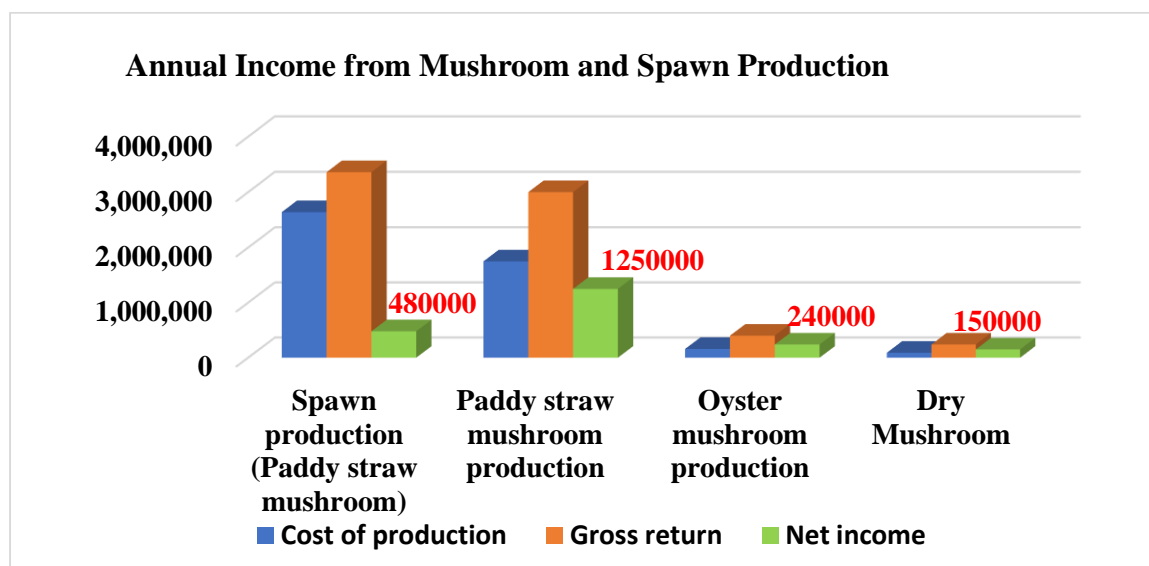 Annual Income from Mushroom and Spawn Production
4,000,000
3,000,000
2,000,000
1,000,000
0
480000
1250000
240000
150000
Spawn
production
(Paddy straw
mushroom)
Paddy straw
mushroom
production
Oyster
mushroom
production
Dry
Mushroom
Cost of production
Gross return
Net income